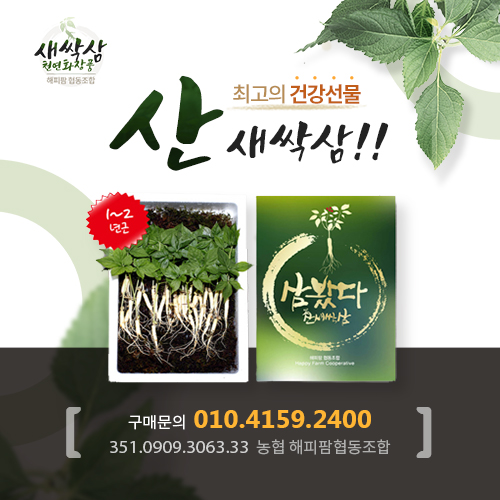 새싹삼
천연화장품
해피팜 협동조합
최고의 건강선물
산 새싹삼!!
1~2
년근
삼봤다
새싹삼
해피팜 협동조합
Happy Farm Cooperative
구매문의 010.4159.2400
351.0909.3063.33 농협 해피팜협동조합